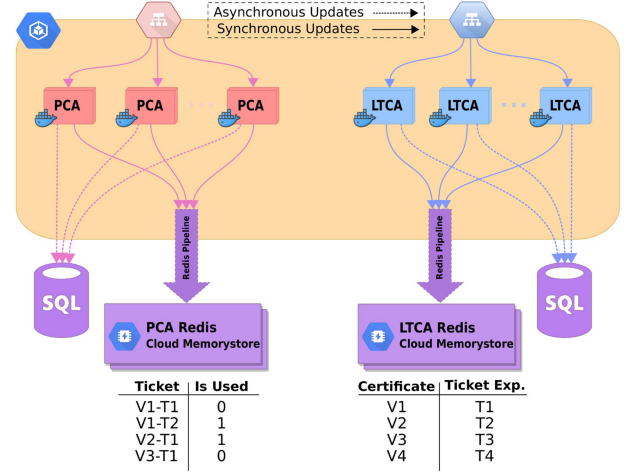 Asynchronous Updates
Synchronous Updates
PCA
PCA
PCA
LTCA
LTCA
LTCA
Redis Pipeline
Redis Pipeline
SQL
SQL
PCA Redis
Cloud Memorystore
LTCA Redis
Cloud Memorystore
Ticket Is Used
V1-T1 0
V1-T2 1
V2-T1 1
V3-T1 0
Certificate Ticket Exp.
V1 T1
V2 T2
V3 T3
V4 T4